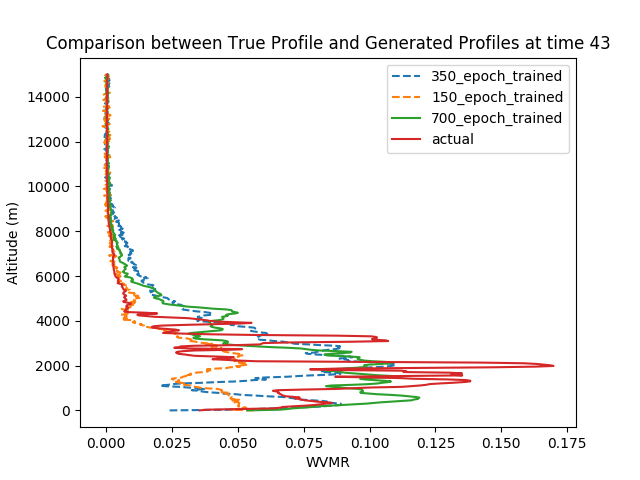 Comparison between True Profile and Generated Profiles at time 43
350_epoch_trained
150_epoch_trained
700_epoch_trained
actual
Altitude (m)
14000
12000
10000
8000
6000
4000
2000
0
0.000 0.025 0.050 0.075 0.100 0.125 0.150 0.175
WVMR